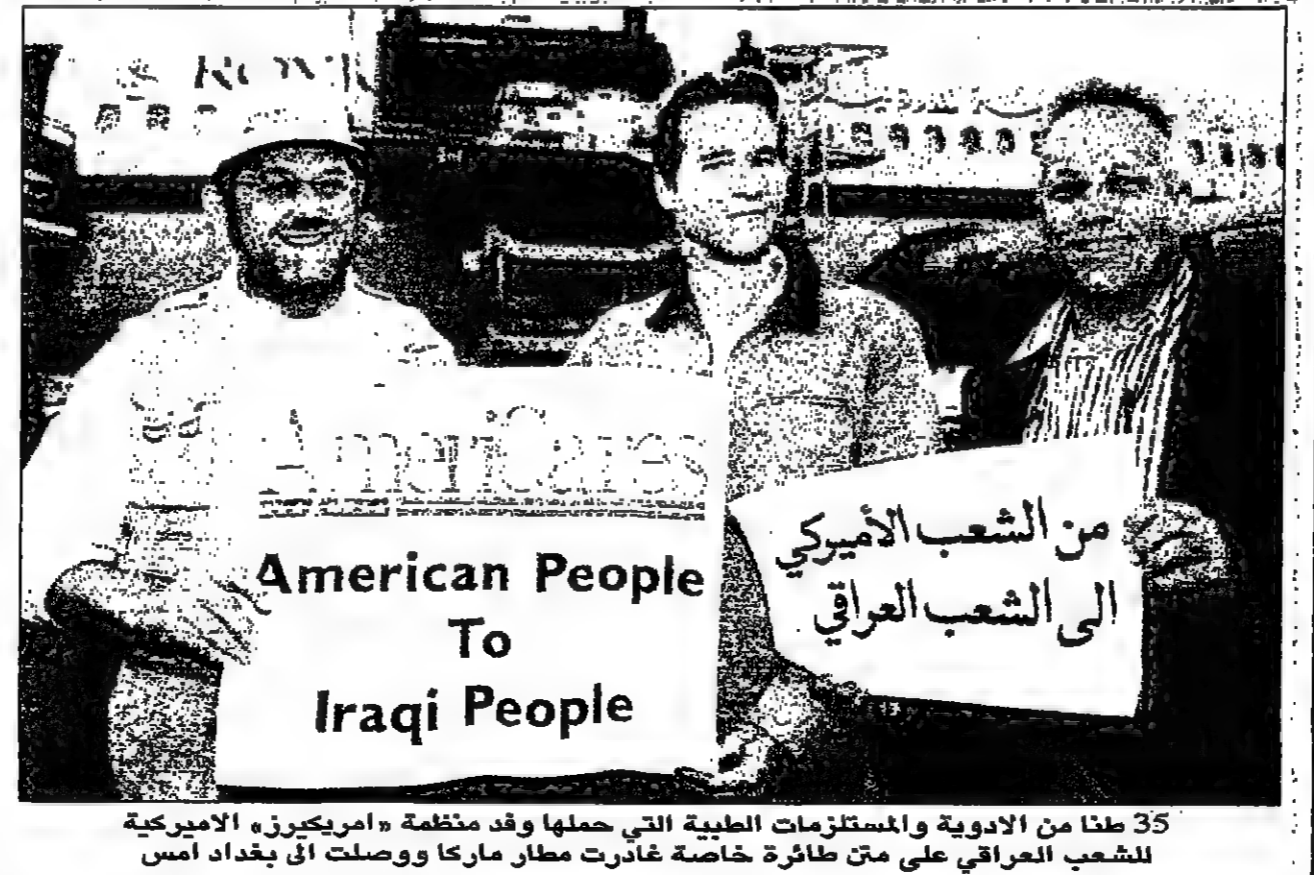 AmeriCares
American People
To
Iraqi People
من الشعب الأميركي
الى الشعب العراقي
35 طنا من الادوية والمستلزمات الطبية التي حملها وفد منظمة «امريكيرز» الاميركية
للشعب العراقي على متن طائرة خاصة غادرت مطار ماركا ووصلت الى بغداد امس